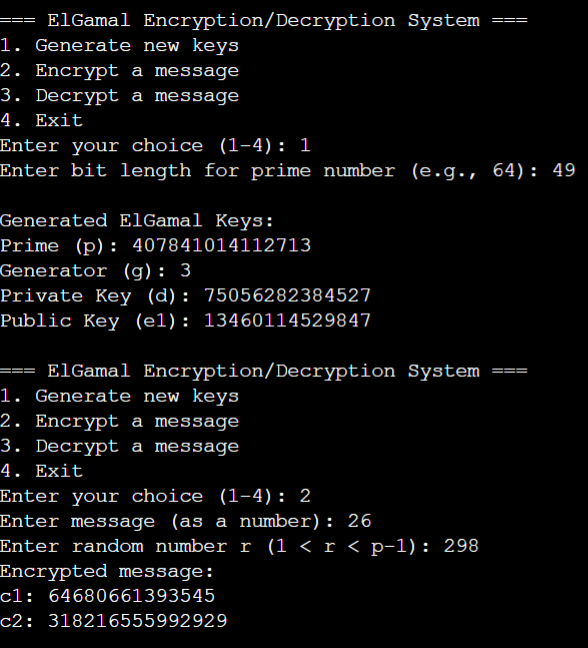 === ElGamal Encryption/Decryption System ===
1. Generate new keys
2. Encrypt a message
3. Decrypt a message
4. Exit
Enter your choice (1-4): 1
Enter bit length for prime number (e.g., 64): 49
Generated ElGamal Keys:
Prime (p): 407841014112713
Generator (g): 3
Private Key (d): 75056282384527
Public Key (e1): 13460114529847
=== ElGamal Encryption/Decryption System ===
1. Generate new keys
2. Encrypt a message
3. Decrypt a message
4. Exit
Enter your choice (1-4): 2
Enter message (as a number): 26
Enter random number r (1 < r < p-1): 298
Encrypted message:
c1: 64680661393545
c2: 318216555992929